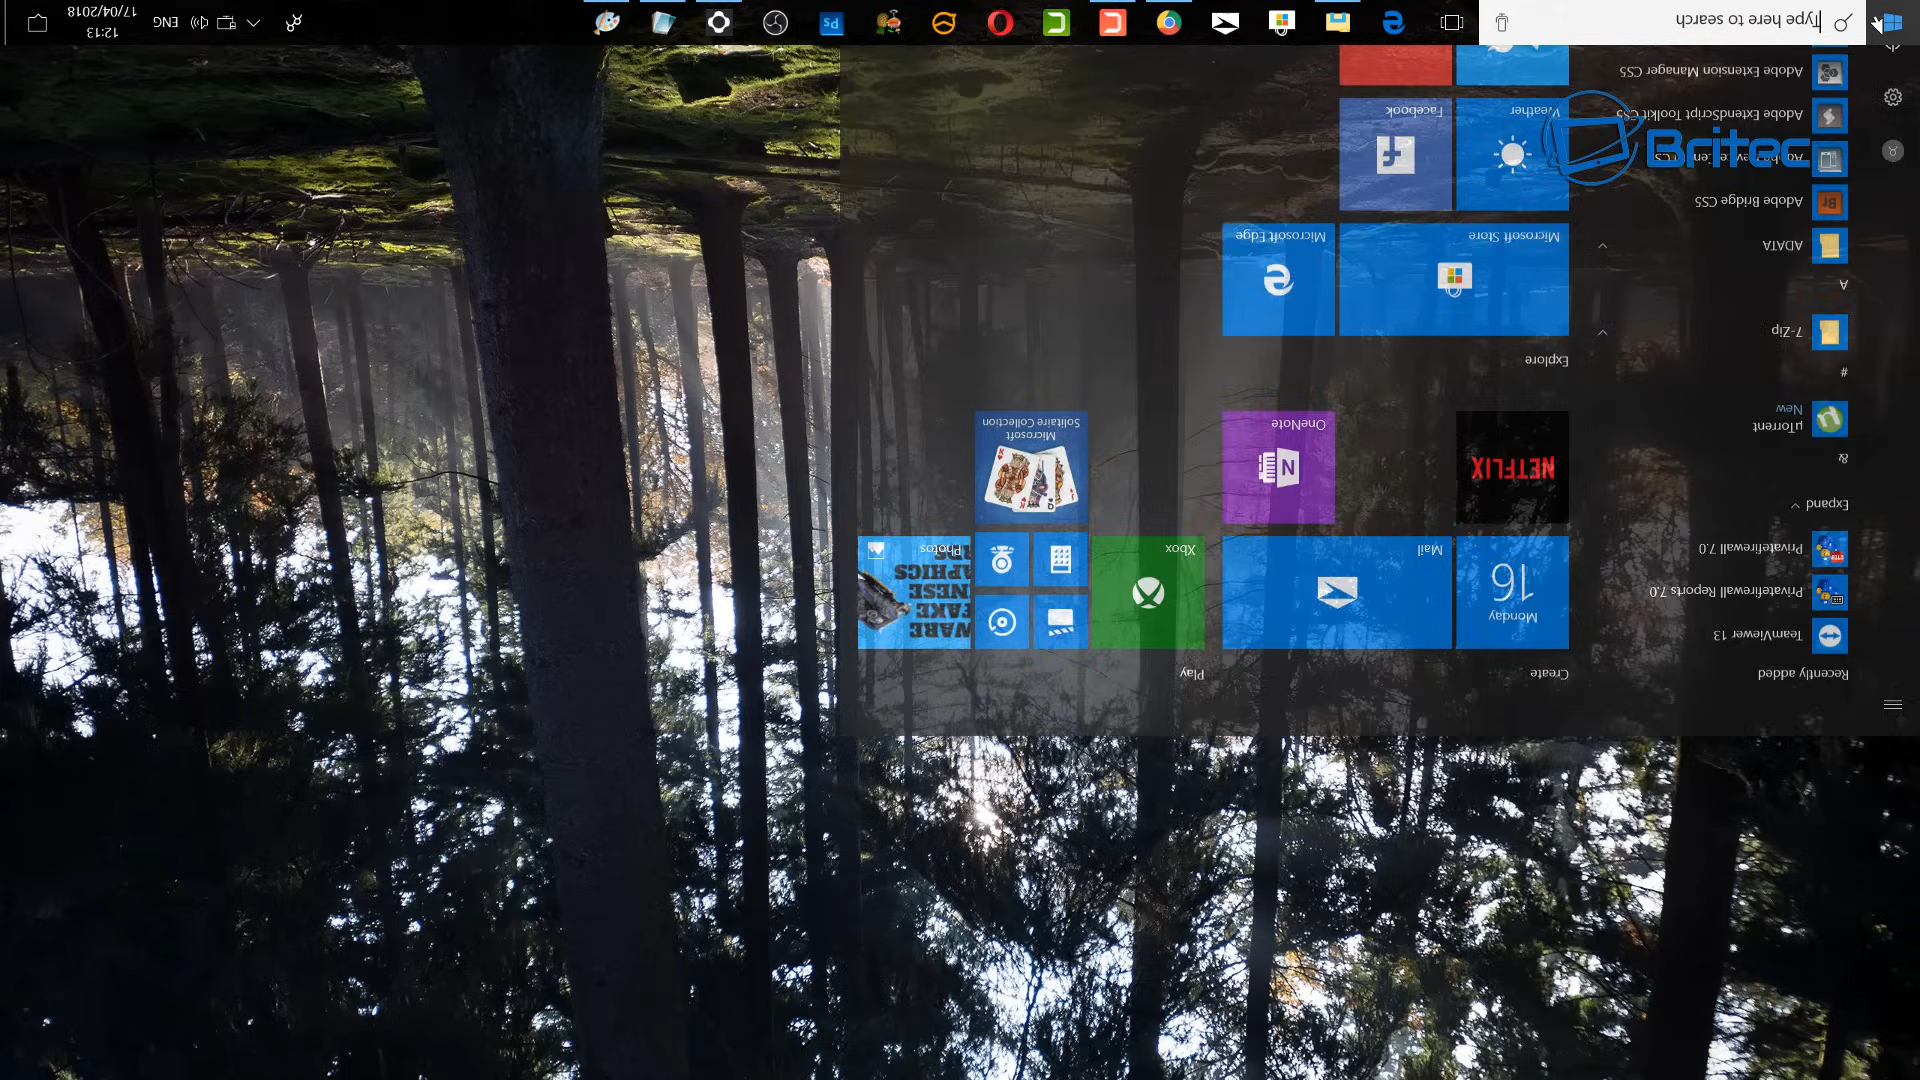 Type here to search
ENG
12:13
17/04/2018
Britec
Recently added
TeamViewer 13
Privatefirewall Reports 7.0
Privatefirewall 7.0
Expand
&
µTorrent
New
#
7-Zip
A
ADATA
Adobe Bridge CS5
Adobe ExtendScript Toolkit CS5
Adobe Extension Manager CS5
Create
Monday
16
Mail
NETFLIX
OneNote
Play
Xbox
Photos
Microsoft
Solitaire Collection
Explore
Microsoft Store
Microsoft Edge
Weather
Facebook